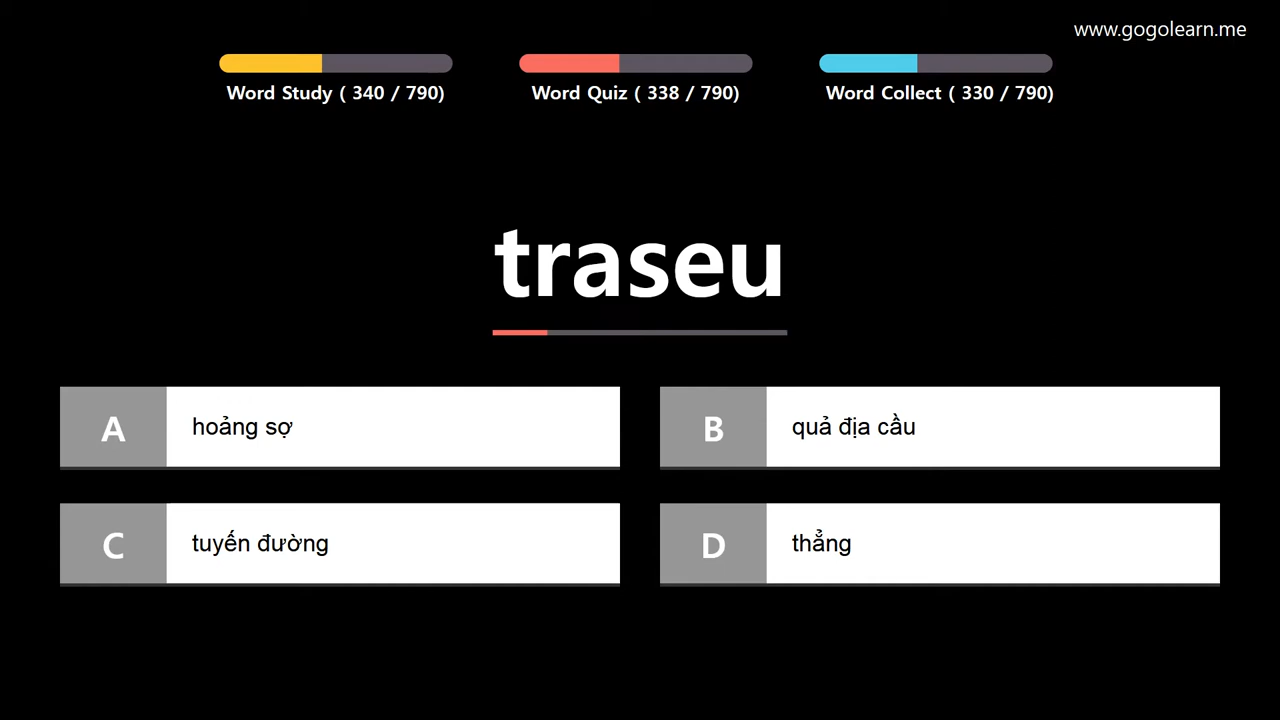 www.gogolearn.me
Word Study ( 340 / 790)
Word Quiz ( 338 / 790)
Word Collect ( 330 / 790)
traseu
A hoảng sợ
B quả địa cầu
C tuyến đường
D thẳng